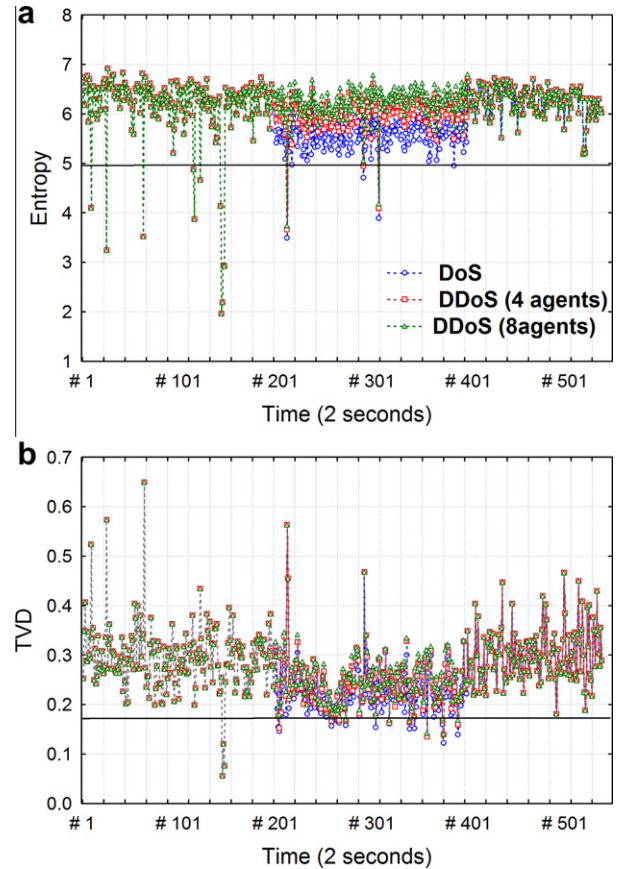 a
8
7
6
5
4
3
2
1
Entropy
DoS
DDoS (4 agents)
DDoS (8agents)
# 1 # 101 # 201 # 301 # 401 # 501
Time (2 seconds)
b
0.7
0.6
0.5
0.4
0.3
0.2
0.1
0.0
TVD
# 1 # 101 # 201 # 301 # 401 # 501
Time (2 seconds)